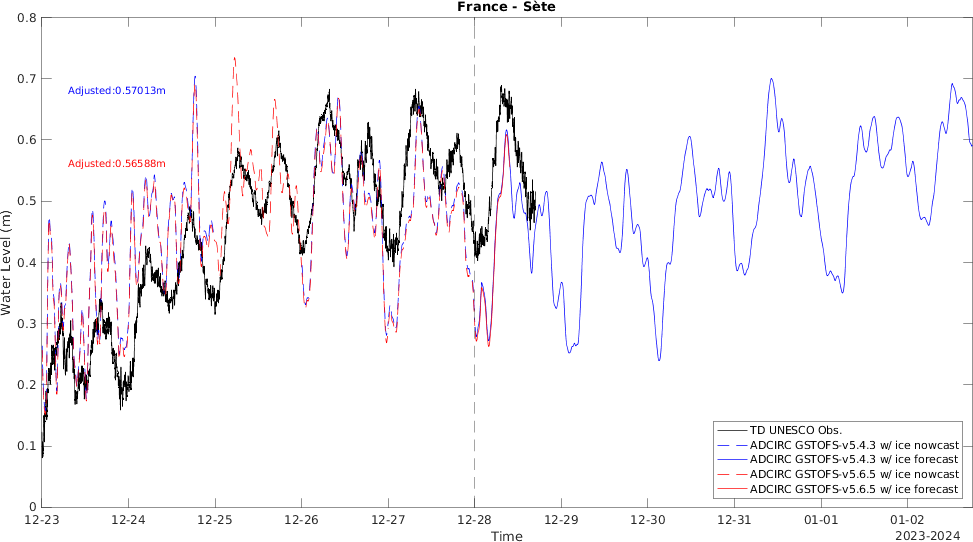 France - Sète
0.8
0.7
0.6
0.5
0.4
0.3
0.2
0.1
0
Water Level (m)
Adjusted:0.57013m
Adjusted:0.56588m
TD UNESCO Obs.
ADCIRC GSTOFS-v5.4.3 w/ ice nowcast
ADCIRC GSTOFS-v5.4.3 w/ ice forecast
ADCIRC GSTOFS-v5.6.5 w/ ice nowcast
ADCIRC GSTOFS-v5.6.5 w/ ice forecast
12-23 12-24 12-25 12-26 12-27 12-28 12-29 12-30 12-31 01-01 01-02
Time
2023-2024